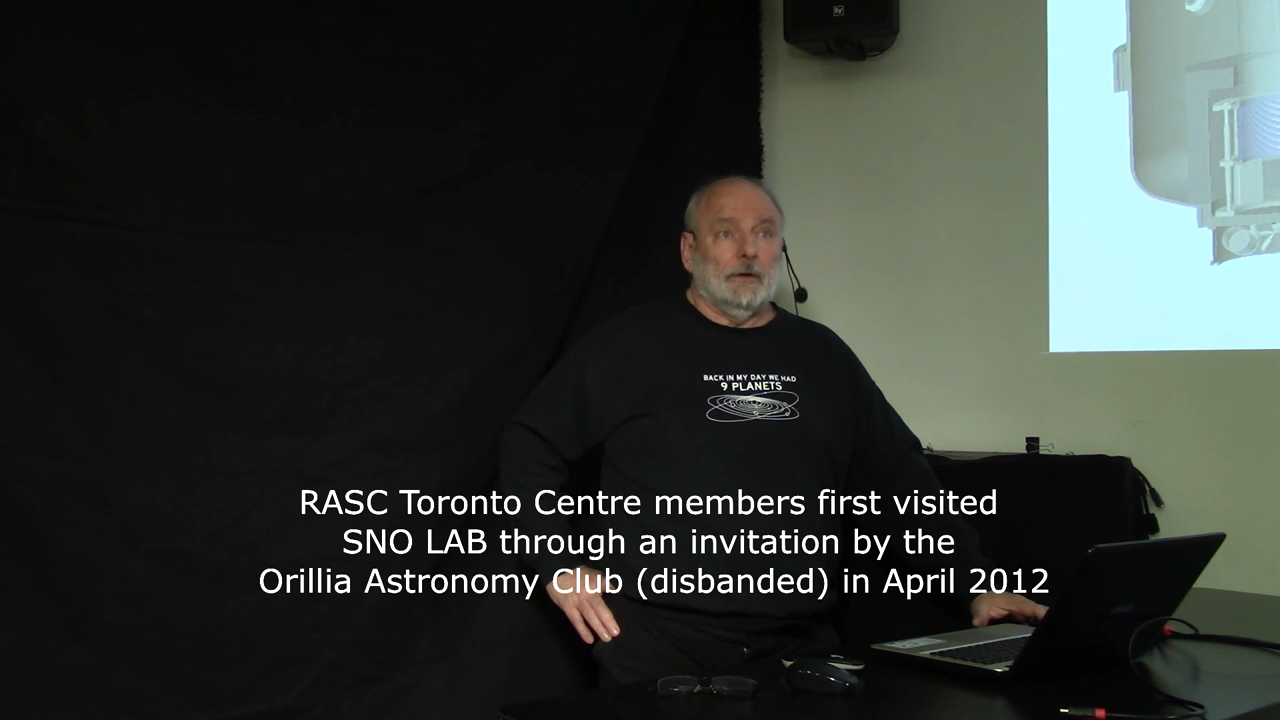 EV
BACK IN MY DAY WE HAD
9 PLANETS
RASC Toronto Centre members first visited
SNO LAB through an invitation by the
Orillia Astronomy Club (disbanded) in April 2012